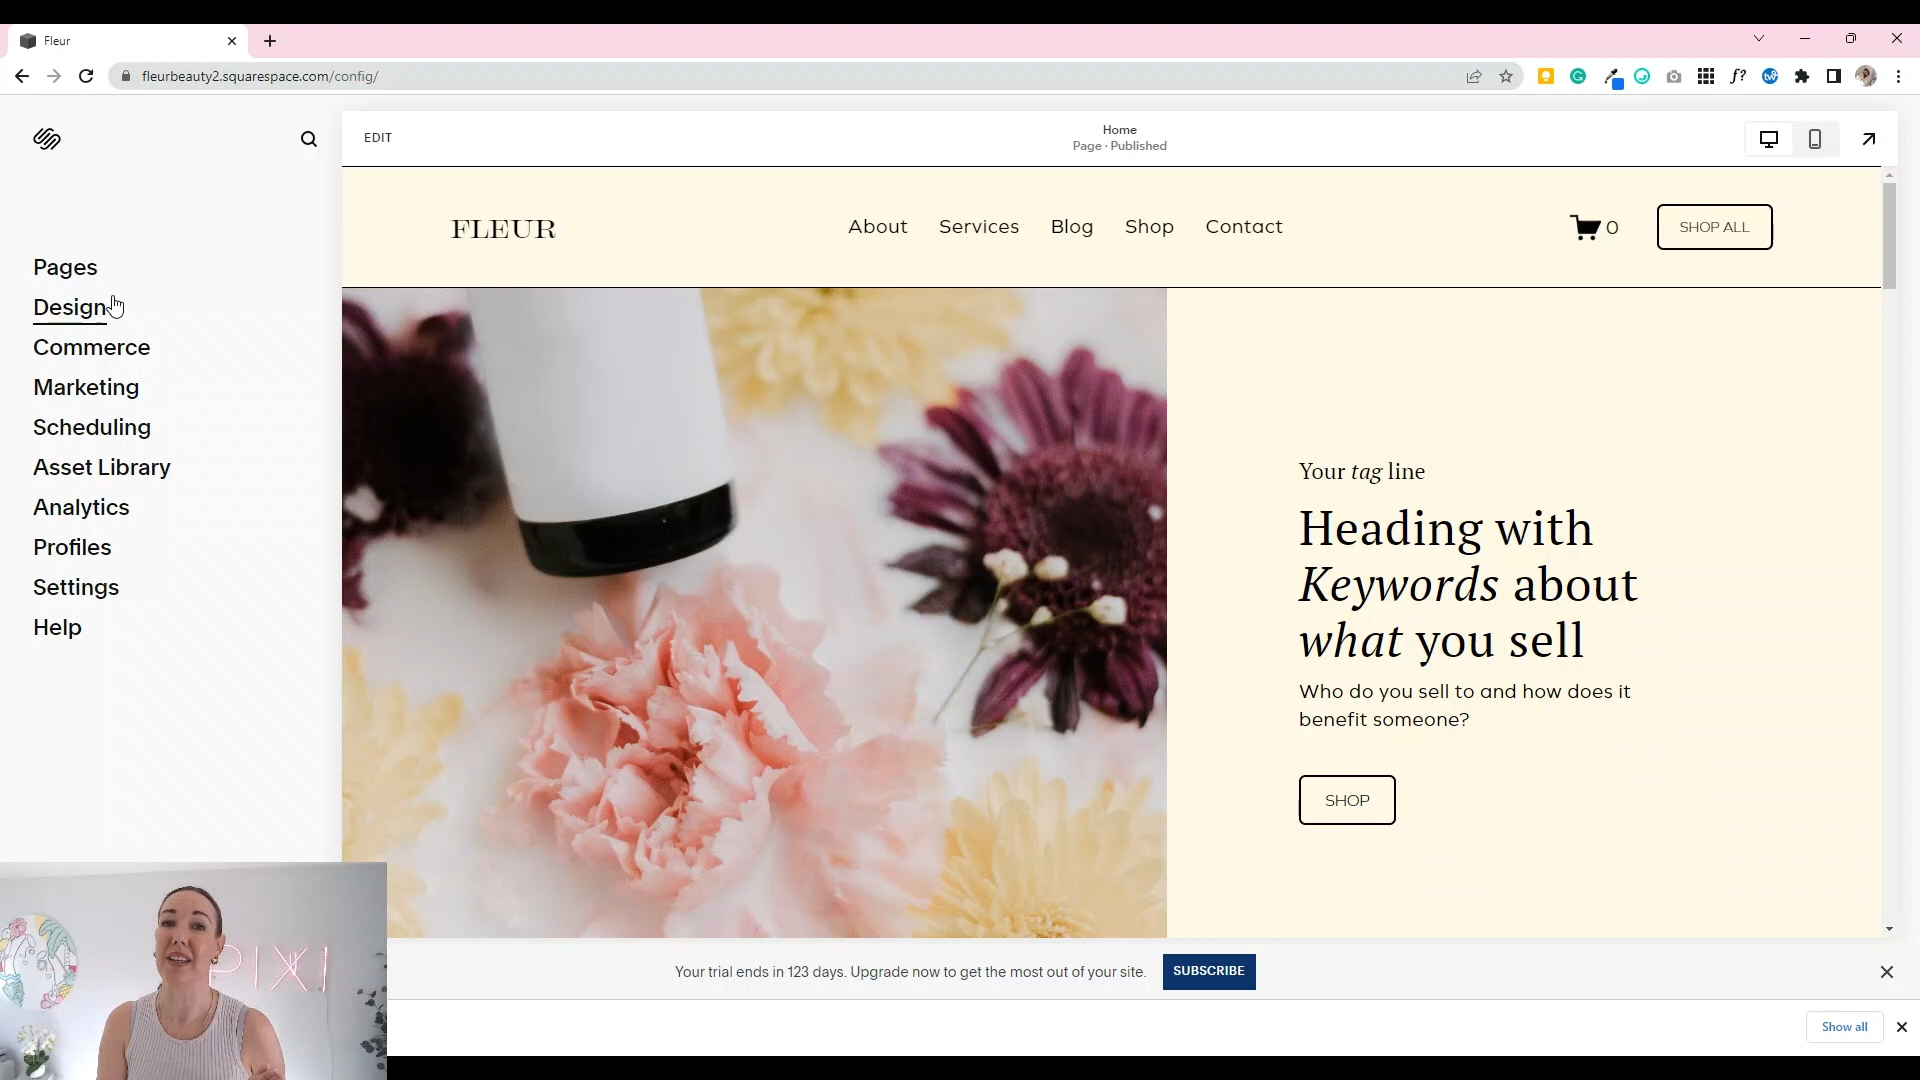 Fleur
fleurbeauty2.squarespace.com/config/
f?
EDIT
Home
Page · Published
FLEUR
About
Services
Blog
Shop
Contact
0
SHOP ALL
Pages
Design
Commerce
Marketing
Scheduling
Asset Library
Analytics
Profiles
Settings
Help
Your tag line
Heading with
Keywords about
what you sell
Who do you sell to and how does it
benefit someone?
SHOP
PIXI
Your trial ends in 123 days. Upgrade now to get the most out of your site.
SUBSCRIBE
Show all